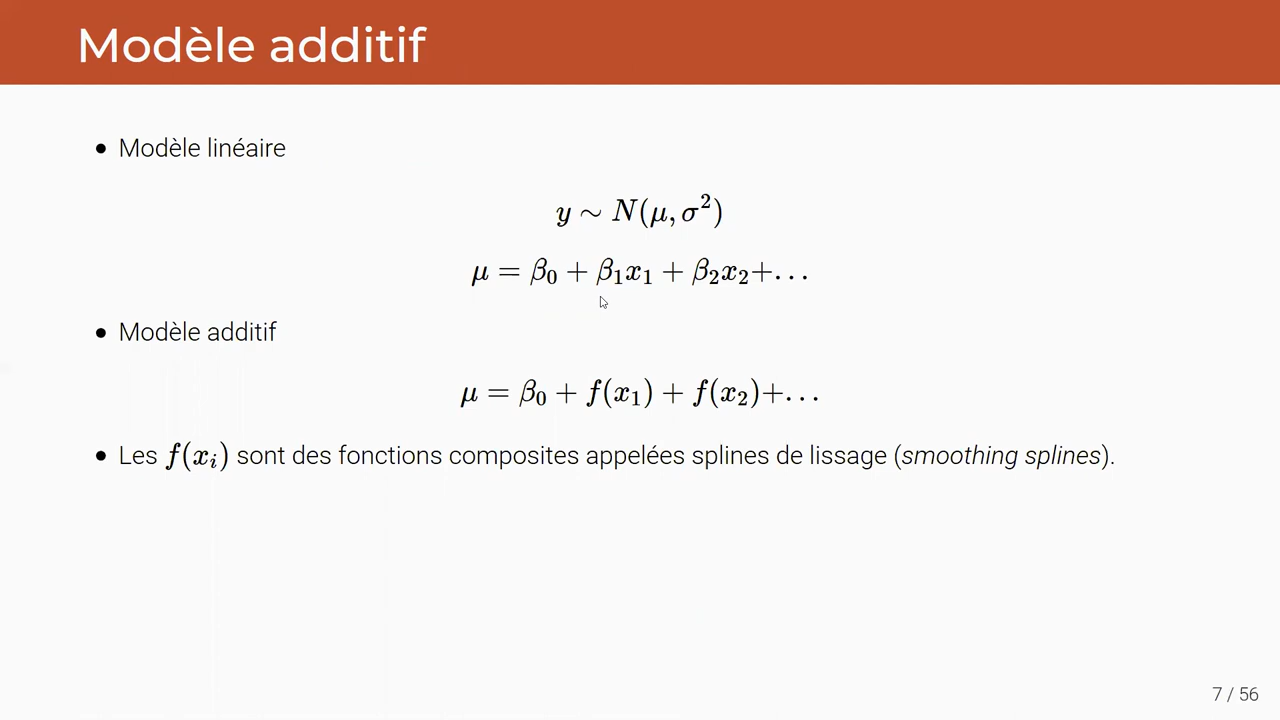 Modèle additif
• Modèle linéaire
y ∼ N(μ, σ²)
μ = β₀ + β₁x₁ + β₂x₂+…
• Modèle additif
μ = β₀ + f(x₁) + f(x₂)+…
• Les f(xᵢ) sont des fonctions composites appelées splines de lissage (smoothing splines).
7 / 56